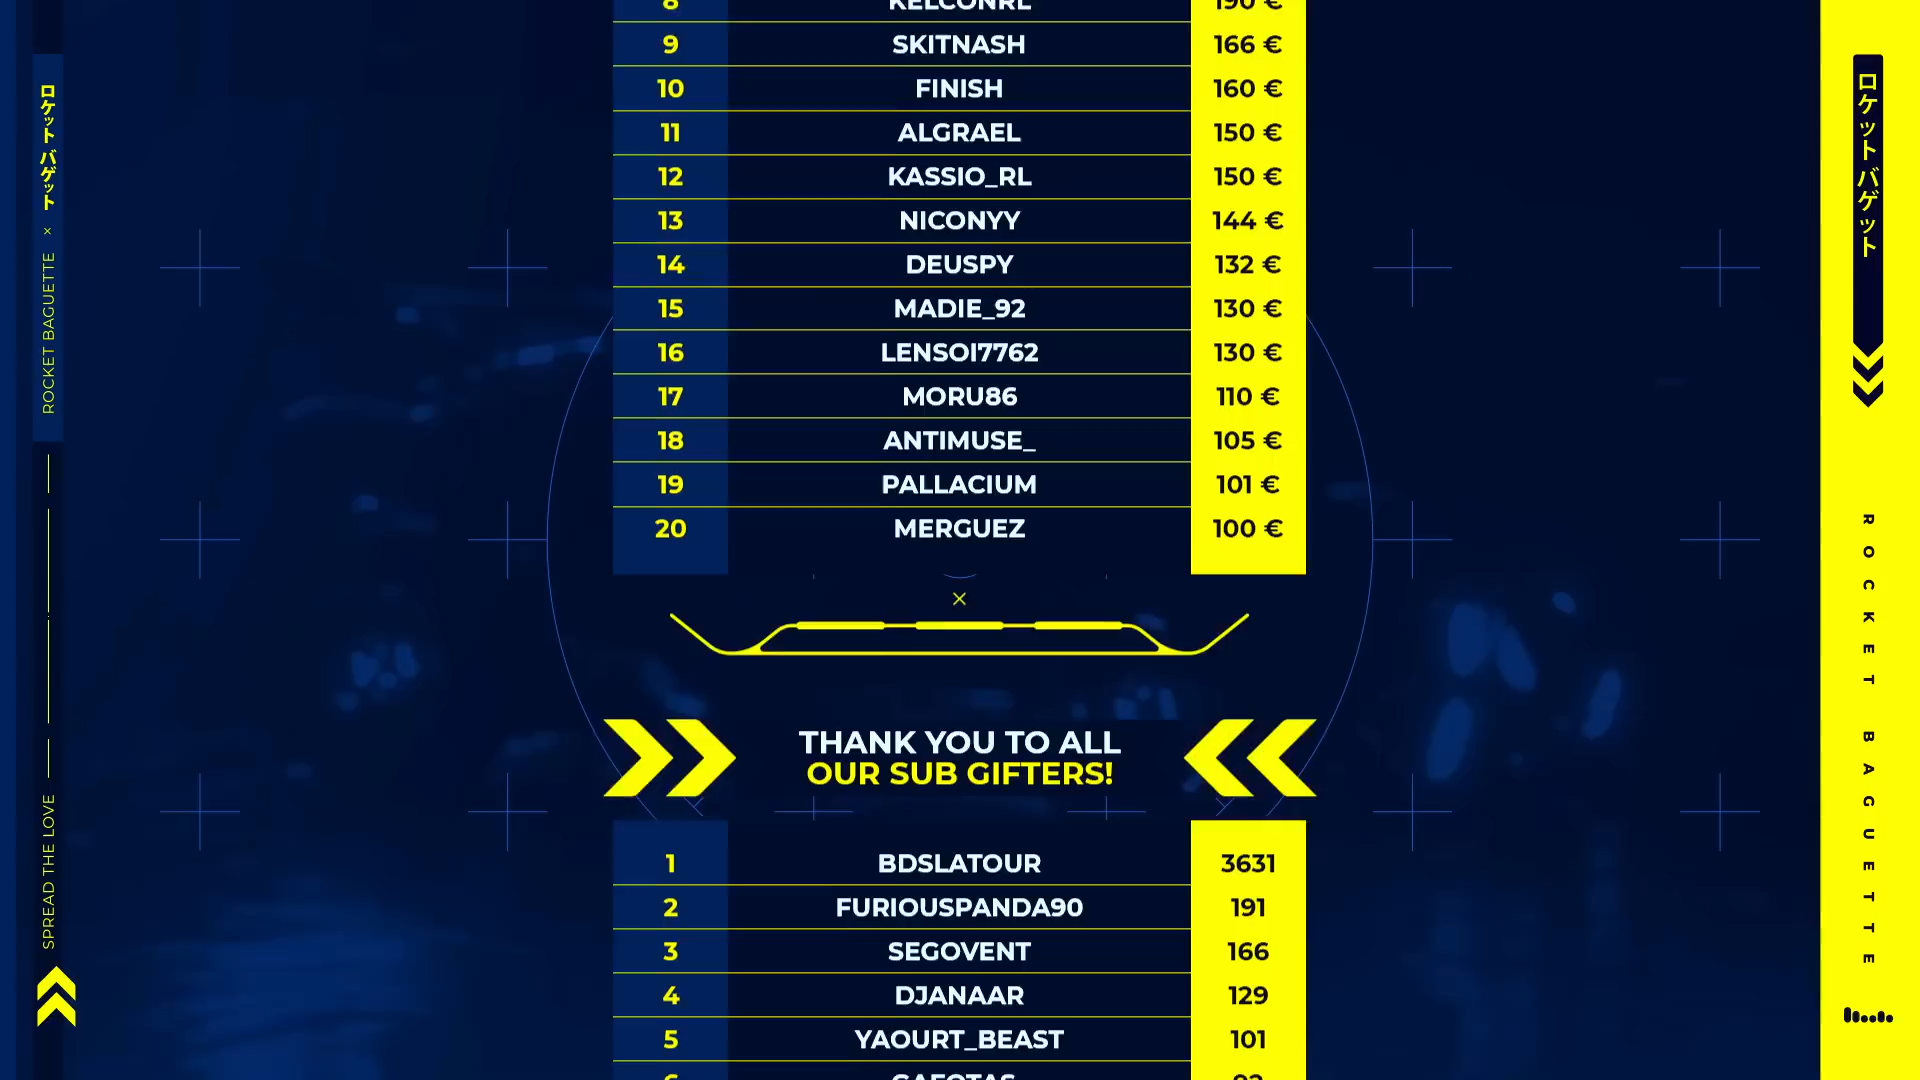 8 KELCONRL 190 €
9 SKITNASH 166 €
10 FINISH 160 €
11 ALGRAEL 150 €
12 KASSIO_RL 150 €
13 NICONYY 144 €
14 DEUSPY 132 €
15 MADIE_92 130 €
16 LENSOI7762 130 €
17 MORU86 110 €
18 ANTIMUSE_ 105 €
19 PALLACIUM 101 €
20 MERGUEZ 100 €
THANK YOU TO ALL
OUR SUB GIFTERS!
1 BDSLATOUR 3631
2 FURIOUSPANDA90 191
3 SEGOVENT 166
4 DJANAAR 129
5 YAOURT_BEAST 101
ロケット バゲット × ROCKET BAGUETTE
SPREAD THE LOVE
ロケット バゲット
ROCKET BAGUETTE